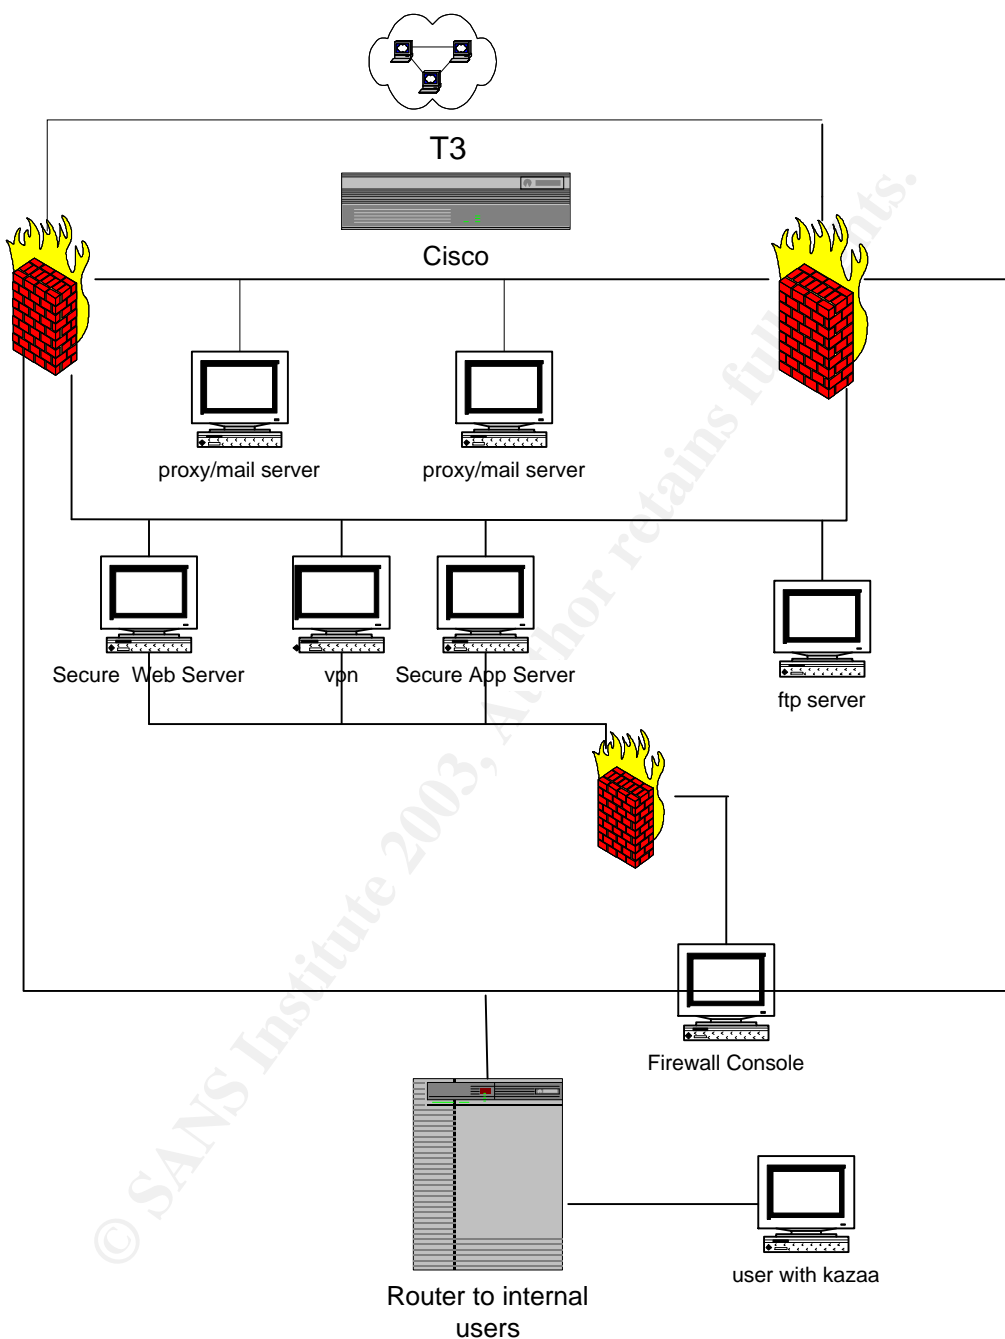 T3
Cisco
proxy/mail server
proxy/mail server
Secure Web Server
vpn
Secure App Server
ftp server
Firewall Console
user with kazaa
Router to internal
users
© SANS Institute 2003, Author retains full rights.